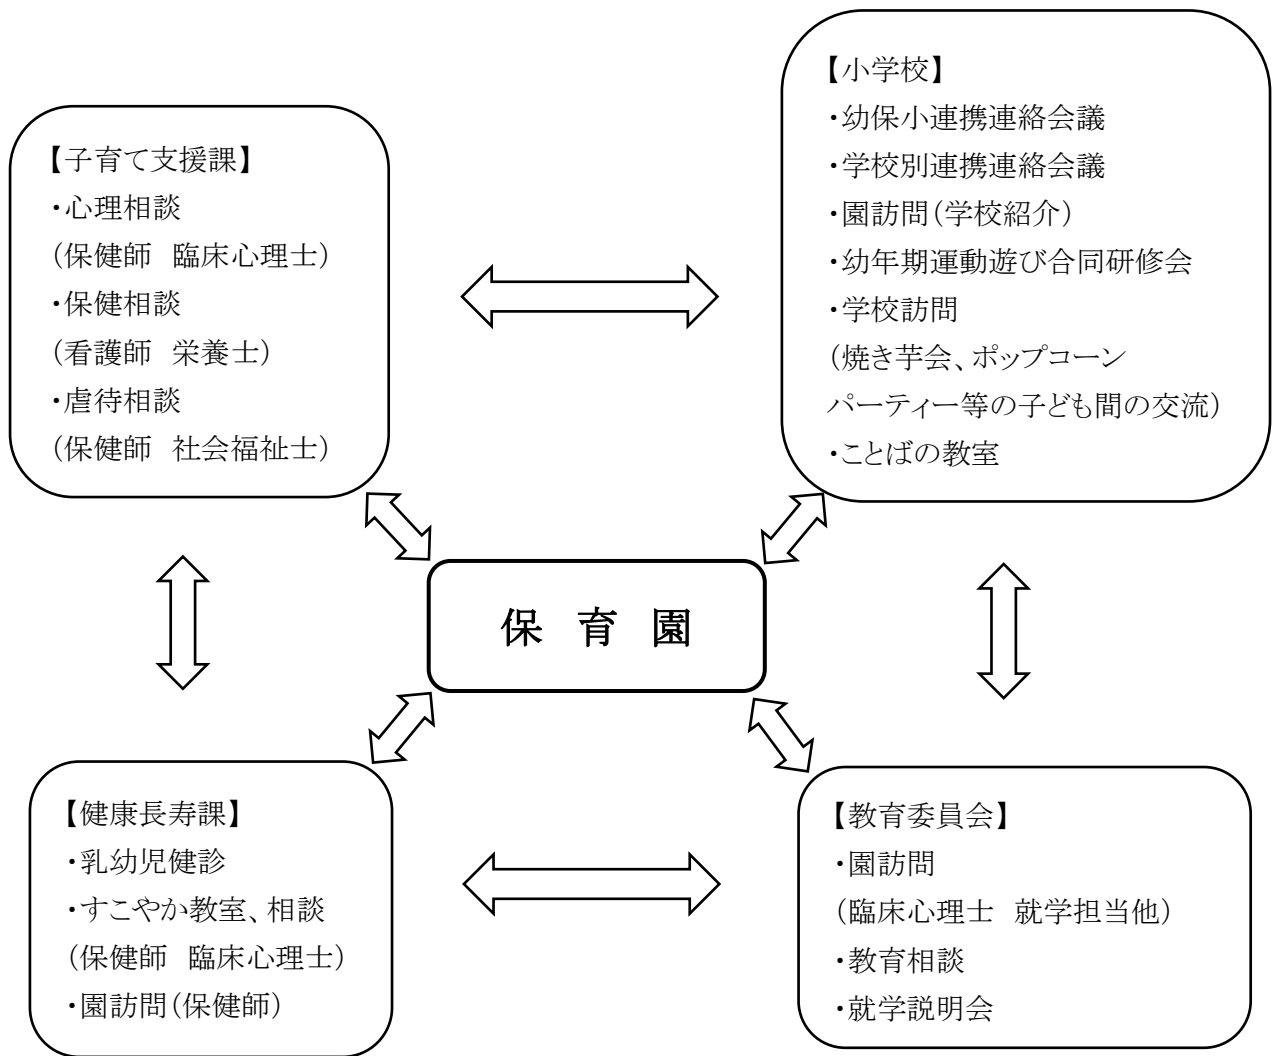 【子育て支援課】
・心理相談
(保健師　臨床心理士)
・保健相談
(看護師　栄養士)
・虐待相談
(保健師　社会福祉士)
【小学校】
・幼保小連携連絡会議
・学校別連携連絡会議
・園訪問(学校紹介)
・幼年期運動遊び合同研修会
・学校訪問
(焼き芋会、ポップコーン
パーティー等の子ども間の交流)
・ことばの教室
保　育　園
【健康長寿課】
・乳幼児健診
・すこやか教室、相談
(保健師　臨床心理士)
・園訪問(保健師)
【教育委員会】
・園訪問
(臨床心理士　就学担当他)
・教育相談
・就学説明会